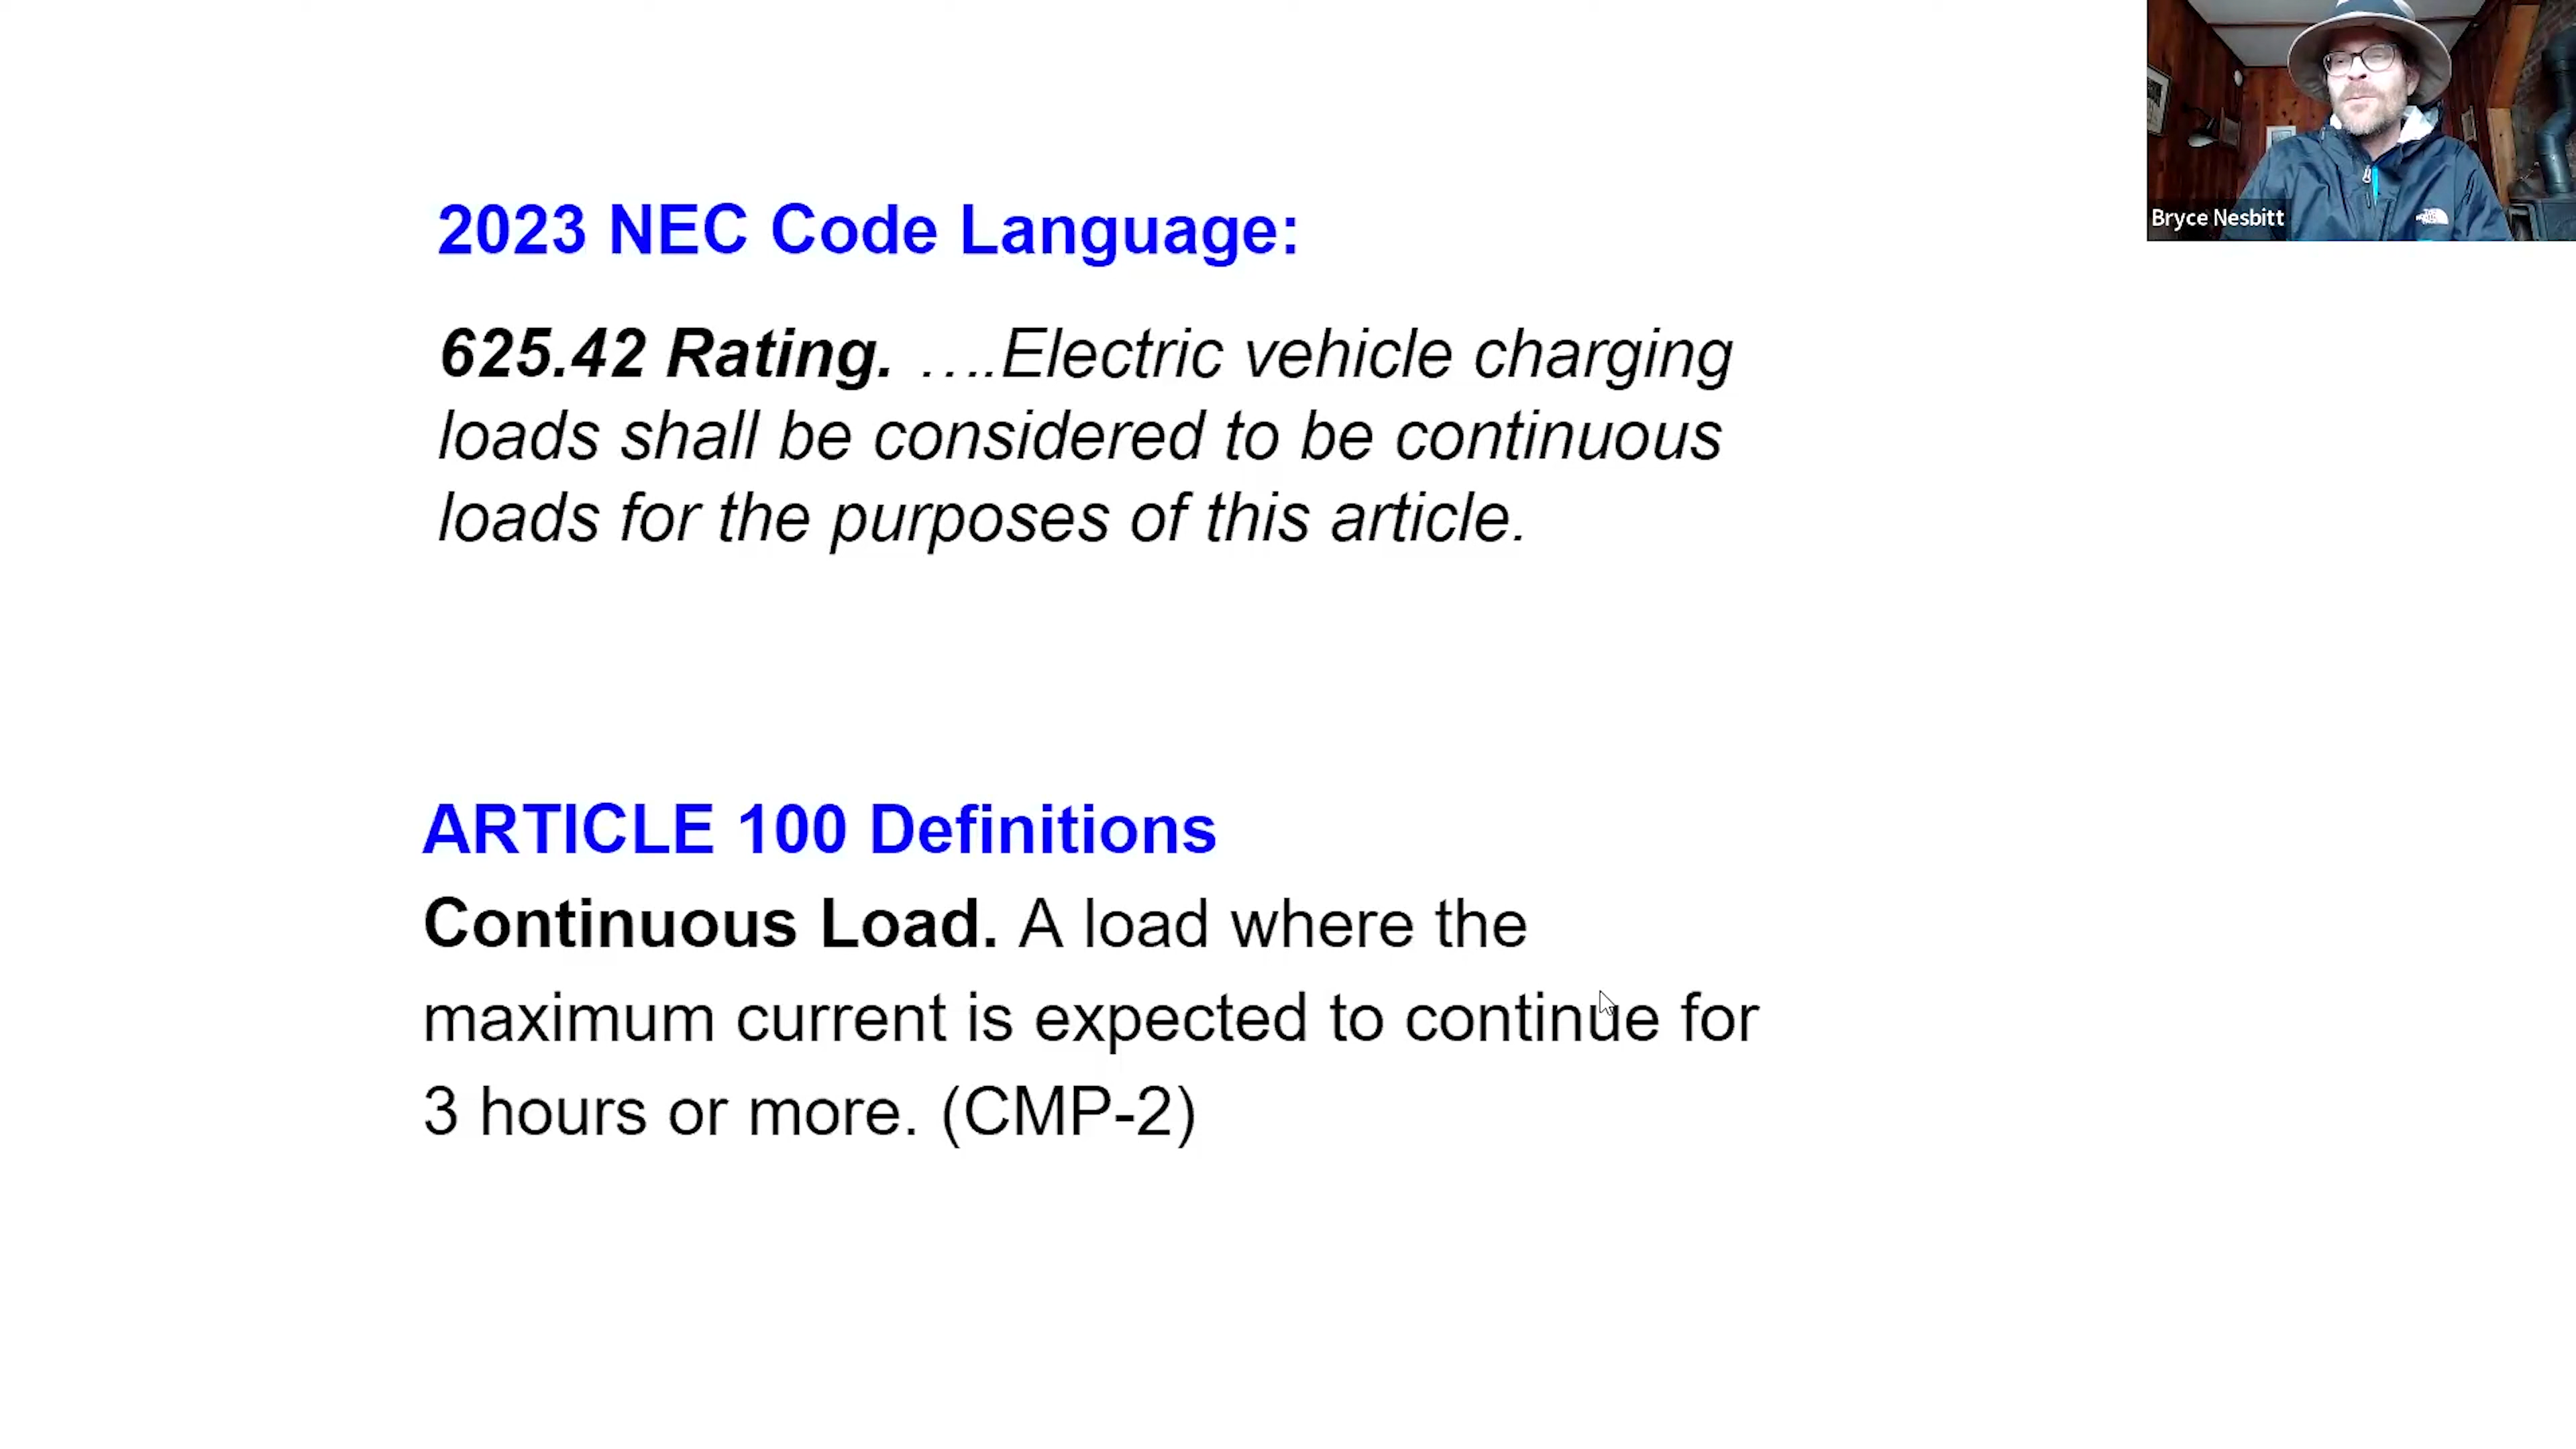 2023 NEC Code Language:
625.42 Rating. ….Electric vehicle charging
loads shall be considered to be continuous
loads for the purposes of this article.
ARTICLE 100 Definitions
Continuous Load. A load where the
maximum current is expected to continue for
3 hours or more. (CMP-2)
Bryce Nesbitt